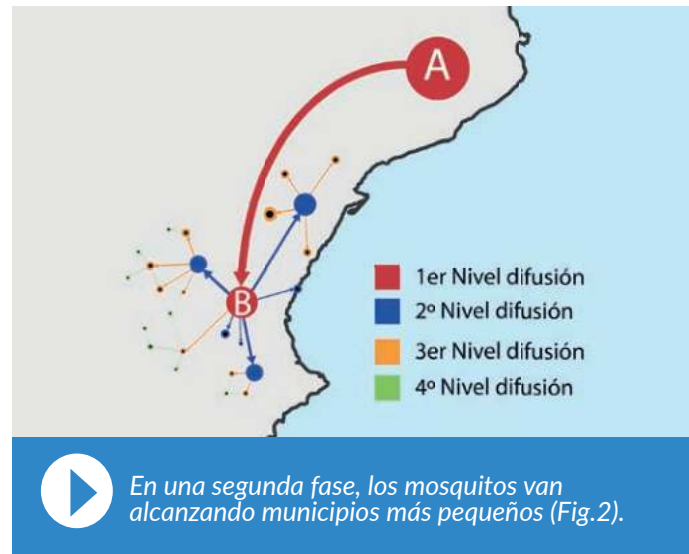 A
B
1er Nivel difusión
2º Nivel difusión
3er Nivel difusión
4º Nivel difusión
En una segunda fase, los mosquitos van
alcanzando municipios más pequeños (Fig.2).